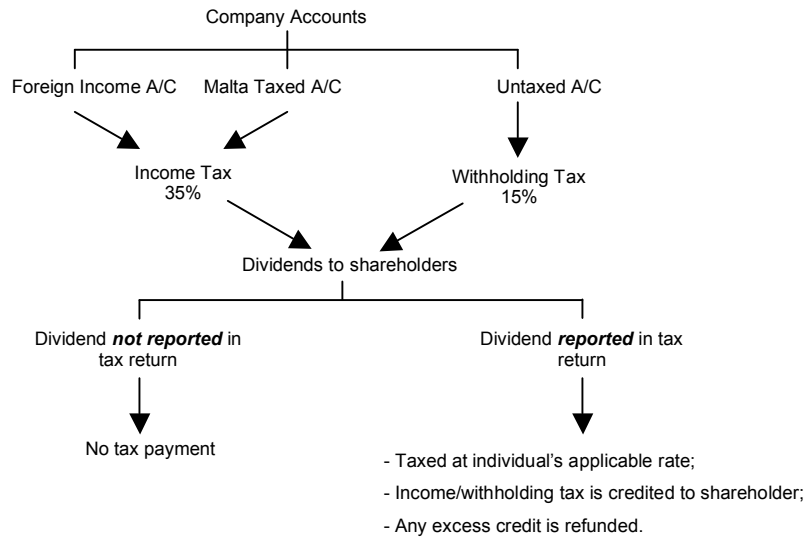 Company Accounts
Foreign Income A/C
Malta Taxed A/C
Untaxed A/C
Income Tax
35%
Withholding Tax
15%
Dividends to shareholders
Dividend not reported in
tax return
Dividend reported in tax
return
No tax payment
- Taxed at individual's applicable rate;
- Income/withholding tax is credited to shareholder;
- Any excess credit is refunded.